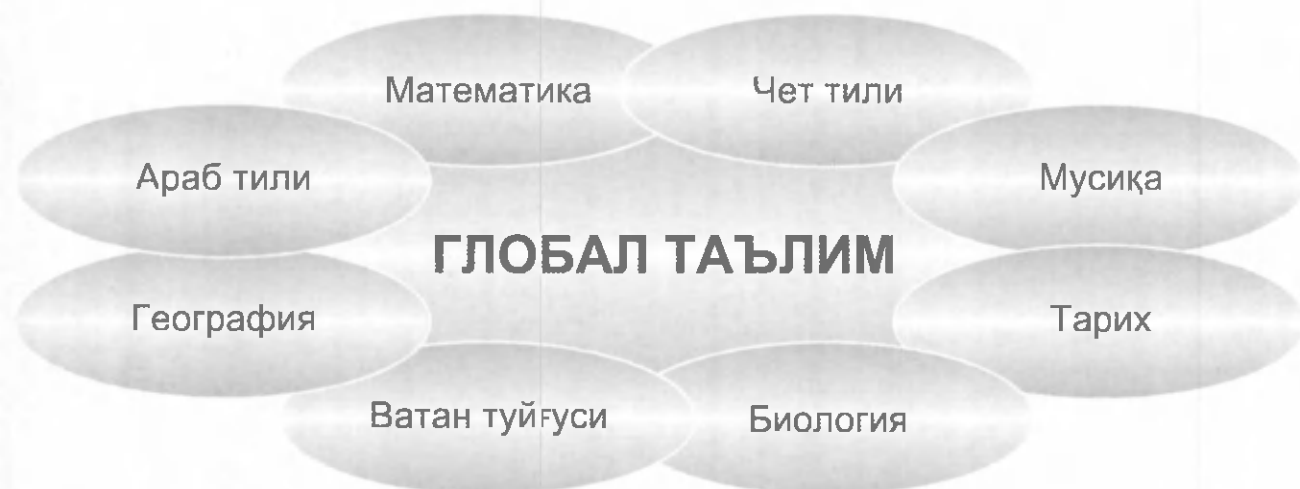 Математика
Чет тили
Араб тили
Мусиқа
ГЛОБАЛ ТАЪЛИМ
География
Тарих
Ватан туйғуси
Биология